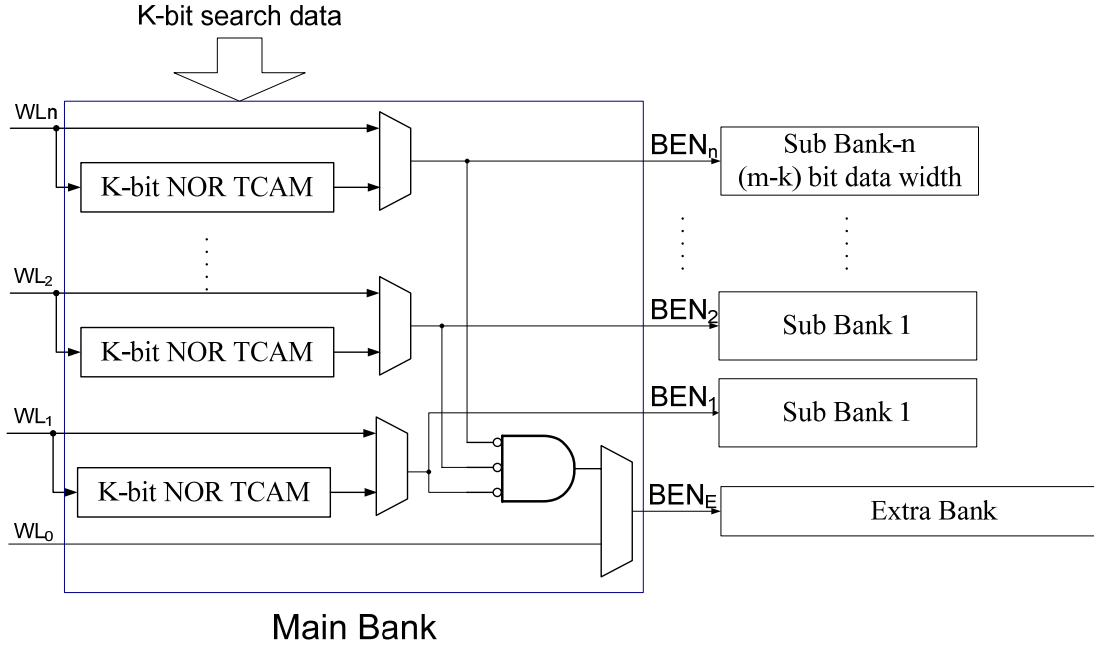 K-bit search data
WLn
BENn
Sub Bank-n
(m-k) bit data width
K-bit NOR TCAM
WL2
BEN2
Sub Bank 1
K-bit NOR TCAM
WL1
BEN1
Sub Bank 1
K-bit NOR TCAM
BENE
Extra Bank
WL0
Main Bank